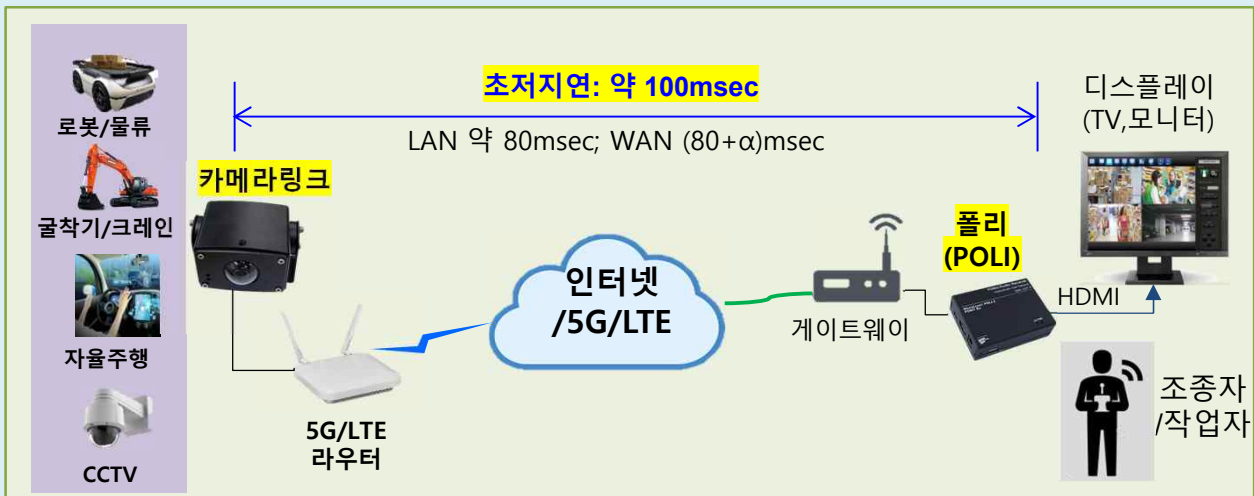 초저지연: 약 100msec
LAN 약 80msec; WAN (80+α)msec
로봇/물류
굴착기/크레인
자율주행
CCTV
카메라링크
5G/LTE
라우터
인터넷
/5G/LTE
게이트웨이
폴리
(POLI)
HDMI
디스플레이
(TV,모니터)
조종자
/작업자